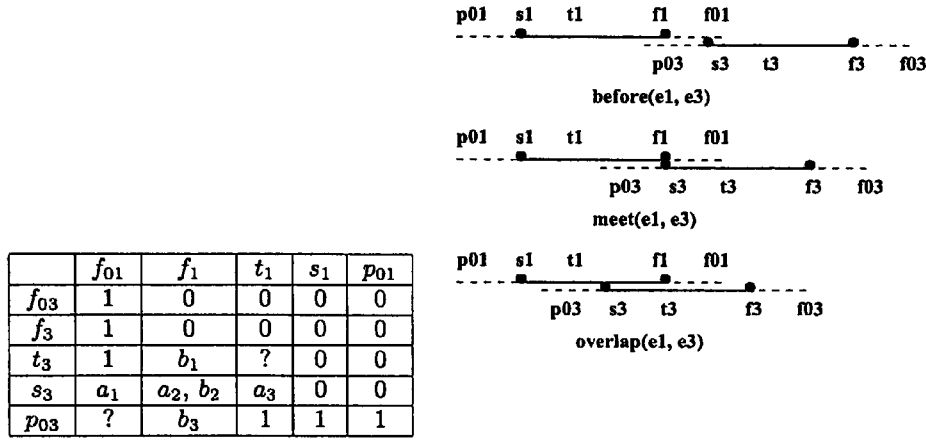 p01 s1 t1 f1 f01
p03 s3 t3 f3 f03
before(e1, e3)
p01 s1 t1 f1 f01
p03 s3 t3 f3 f03
meet(e1, e3)
p01 s1 t1 f1 f01
p03 s3 t3 f3 f03
overlap(e1, e3)
f01 f1 t1 s1 p01
f03 1 0 0 0 0
f3 1 0 0 0 0
t3 1 b1 ? 0 0
s3 a1 a2, b2 a3 0 0
p03 ? b3 1 1 1